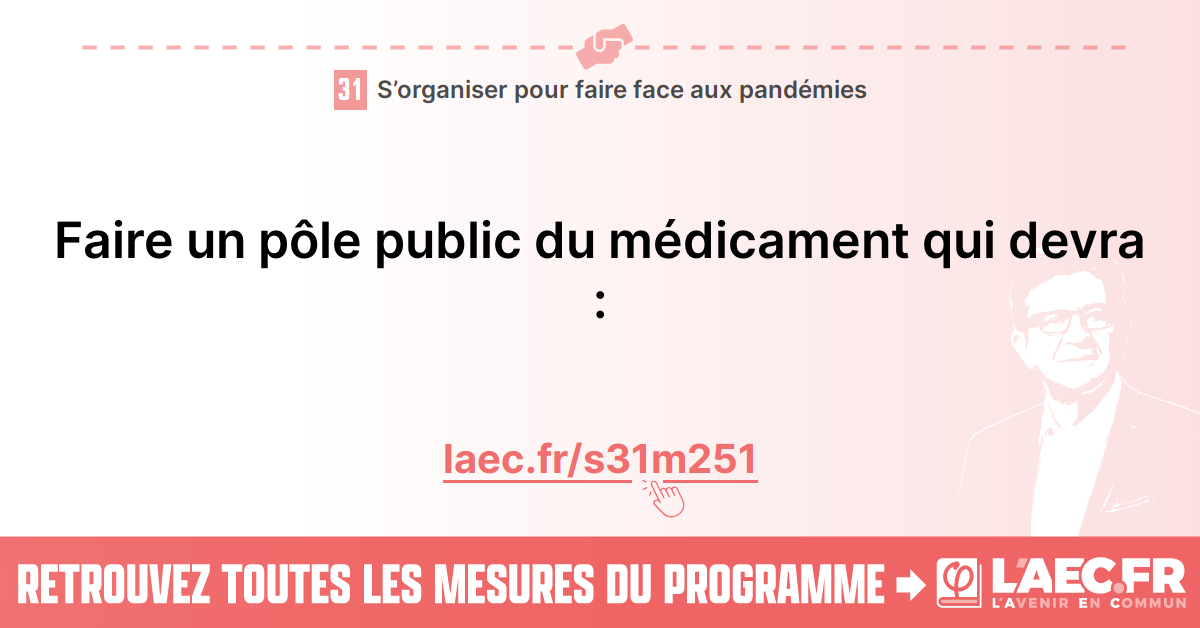 31 S’organiser pour faire face aux pandémies
Faire un pôle public du médicament qui devra
:
laec.fr/s31m251
RETROUVEZ TOUTES LES MESURES DU PROGRAMME
L'AEC.FR
L'AVENIR EN COMMUN